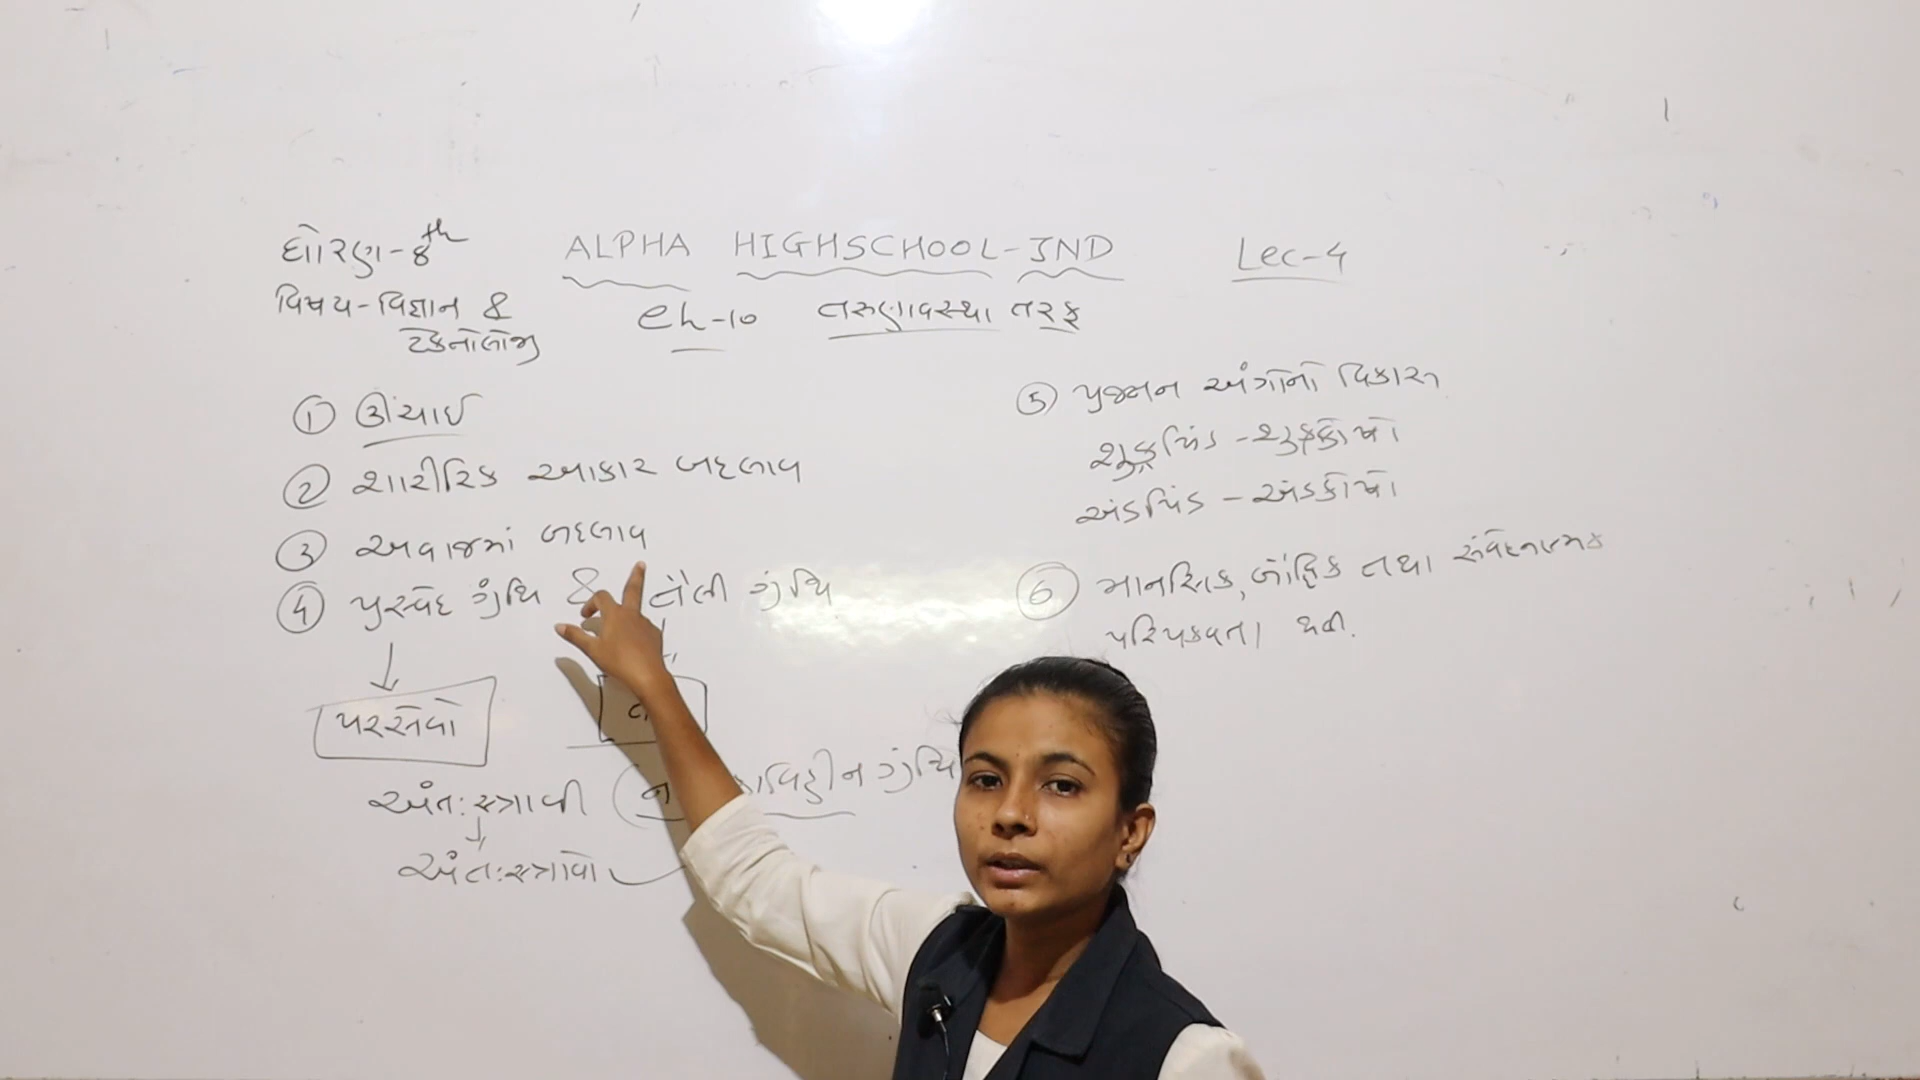 ધોરણ-8th
ALPHA HIGHSCHOOL-JND
Lec-4
વિષય-વિજ્ઞાન &
ટેકનોલોજી
ch-10 તરુણાવસ્થા તરફ
① ઊંચાઈ
② શારીરિક આકાર બદલાવ
③ અવાજમાં બદલાવ
④ પ્રસ્વેદ ગ્રંથિ & તૈલી ગ્રંથિ
પરસેવો
અંતઃસ્ત્રાવી
ગ્રંથિ
અંતઃસ્ત્રાવો
⑤ પ્રજનન અંગોનો વિકાસ
શુક્રપિંડ - શુક્રકોષો
અંડપિંડ - અંડકોષો
⑥ માનસિક, બૌદ્ધિક તથા સંવેદનાત્મક
પરિપક્વતા થવી.